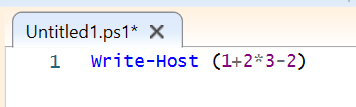 Untitled1.ps1* X
1 Write-Host (1+2*3-2)